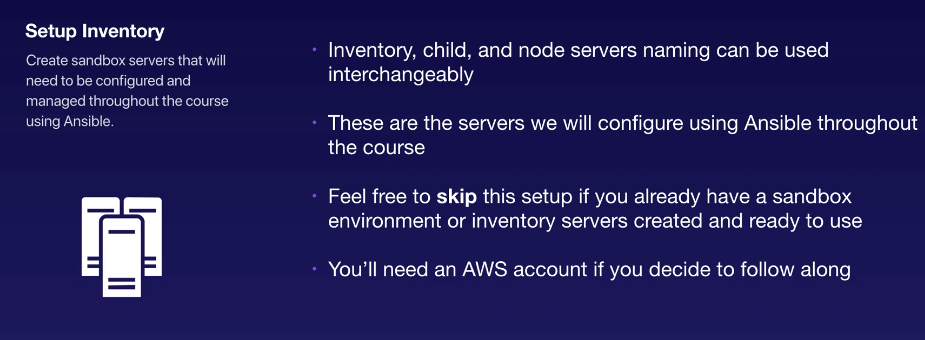 Setup Inventory
Create sandbox servers that will
need to be configured and
managed throughout the course
using Ansible.
• Inventory, child, and node servers naming can be used
interchangeably
• These are the servers we will configure using Ansible throughout
the course
• Feel free to skip this setup if you already have a sandbox
environment or inventory servers created and ready to use
• You’ll need an AWS account if you decide to follow along